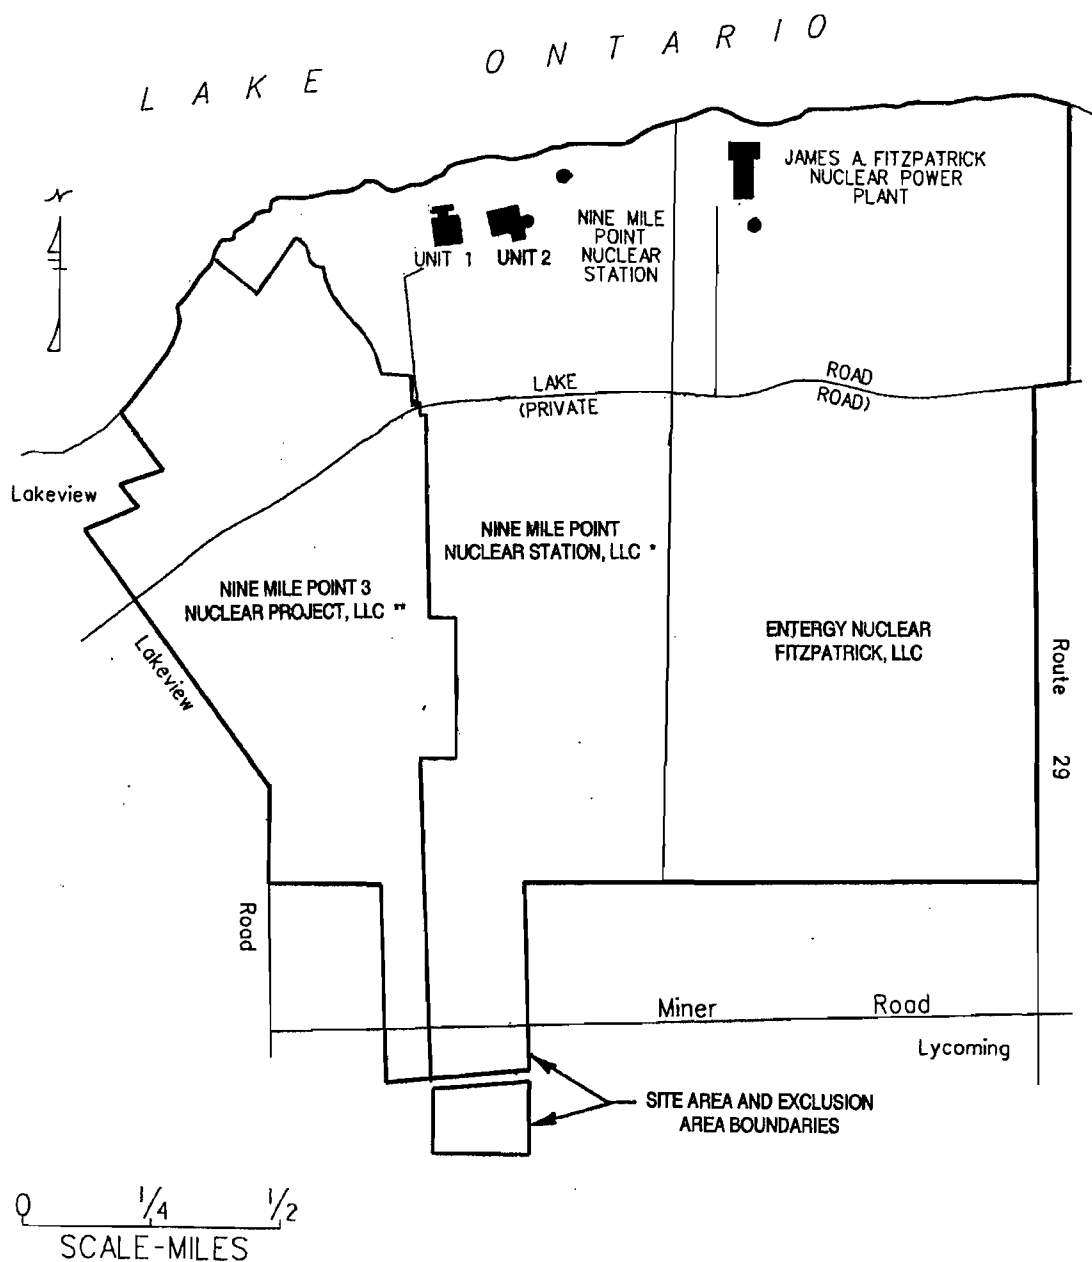 LAKE ONTARIO
N
JAMES A. FITZPATRICK
NUCLEAR POWER
PLANT
NINE MILE
POINT
NUCLEAR
STATION
UNIT 1
UNIT 2
LAKE ROAD
(PRIVATE ROAD)
Lakeview
NINE MILE POINT
NUCLEAR STATION, LLC *
NINE MILE POINT 3
NUCLEAR PROJECT, LLC **
ENTERGY NUCLEAR
FITZPATRICK, LLC
Lakeview
Road
Route 29
Miner Road
Lycoming
SITE AREA AND EXCLUSION
AREA BOUNDARIES
0 1/4 1/2
SCALE-MILES